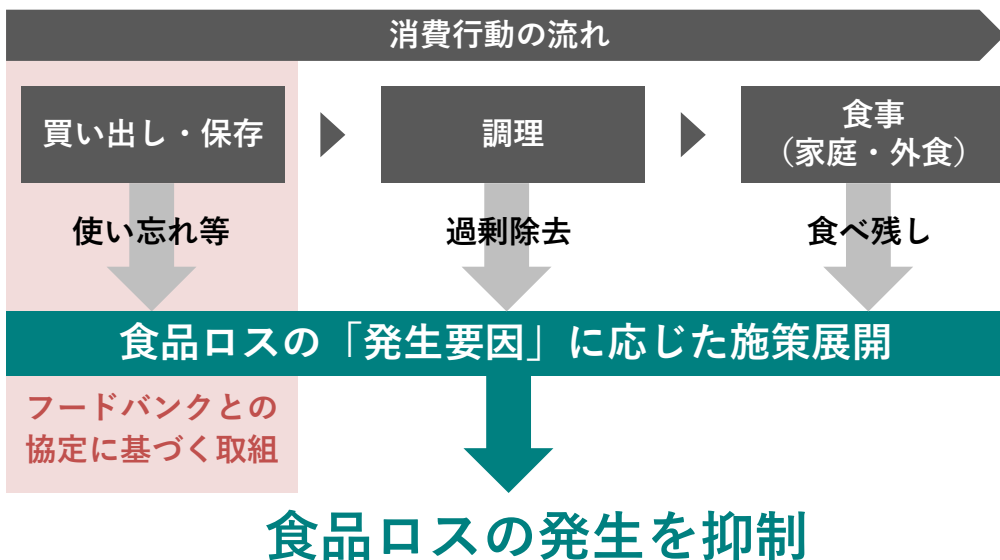 消費行動の流れ
買い出し・保存
調理
食事
（家庭・外食）
使い忘れ等
過剰除去
食べ残し
食品ロスの「発生要因」に応じた施策展開
フードバンクとの
協定に基づく取組
食品ロスの発生を抑制